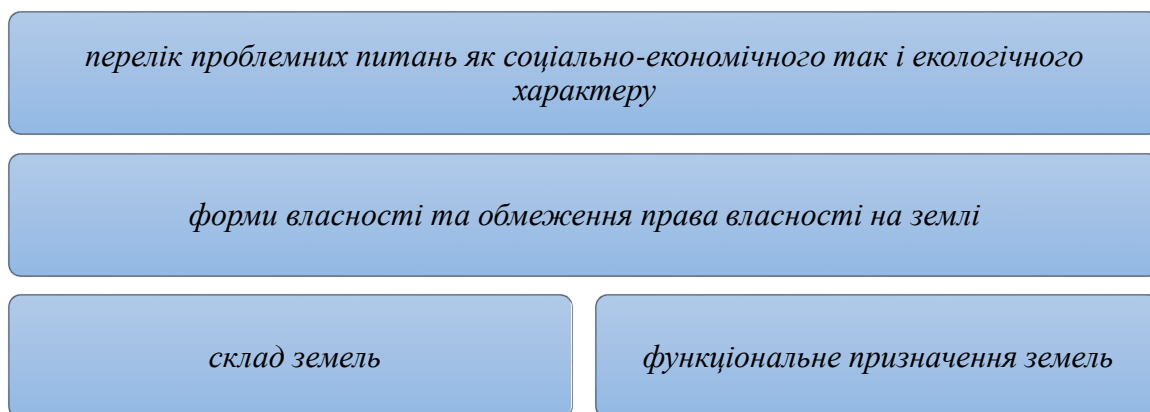 перелік проблемних питань як соціально-економічного так і екологічного
характеру
форми власності та обмеження права власності на землі
склад земель
функціональне призначення земель